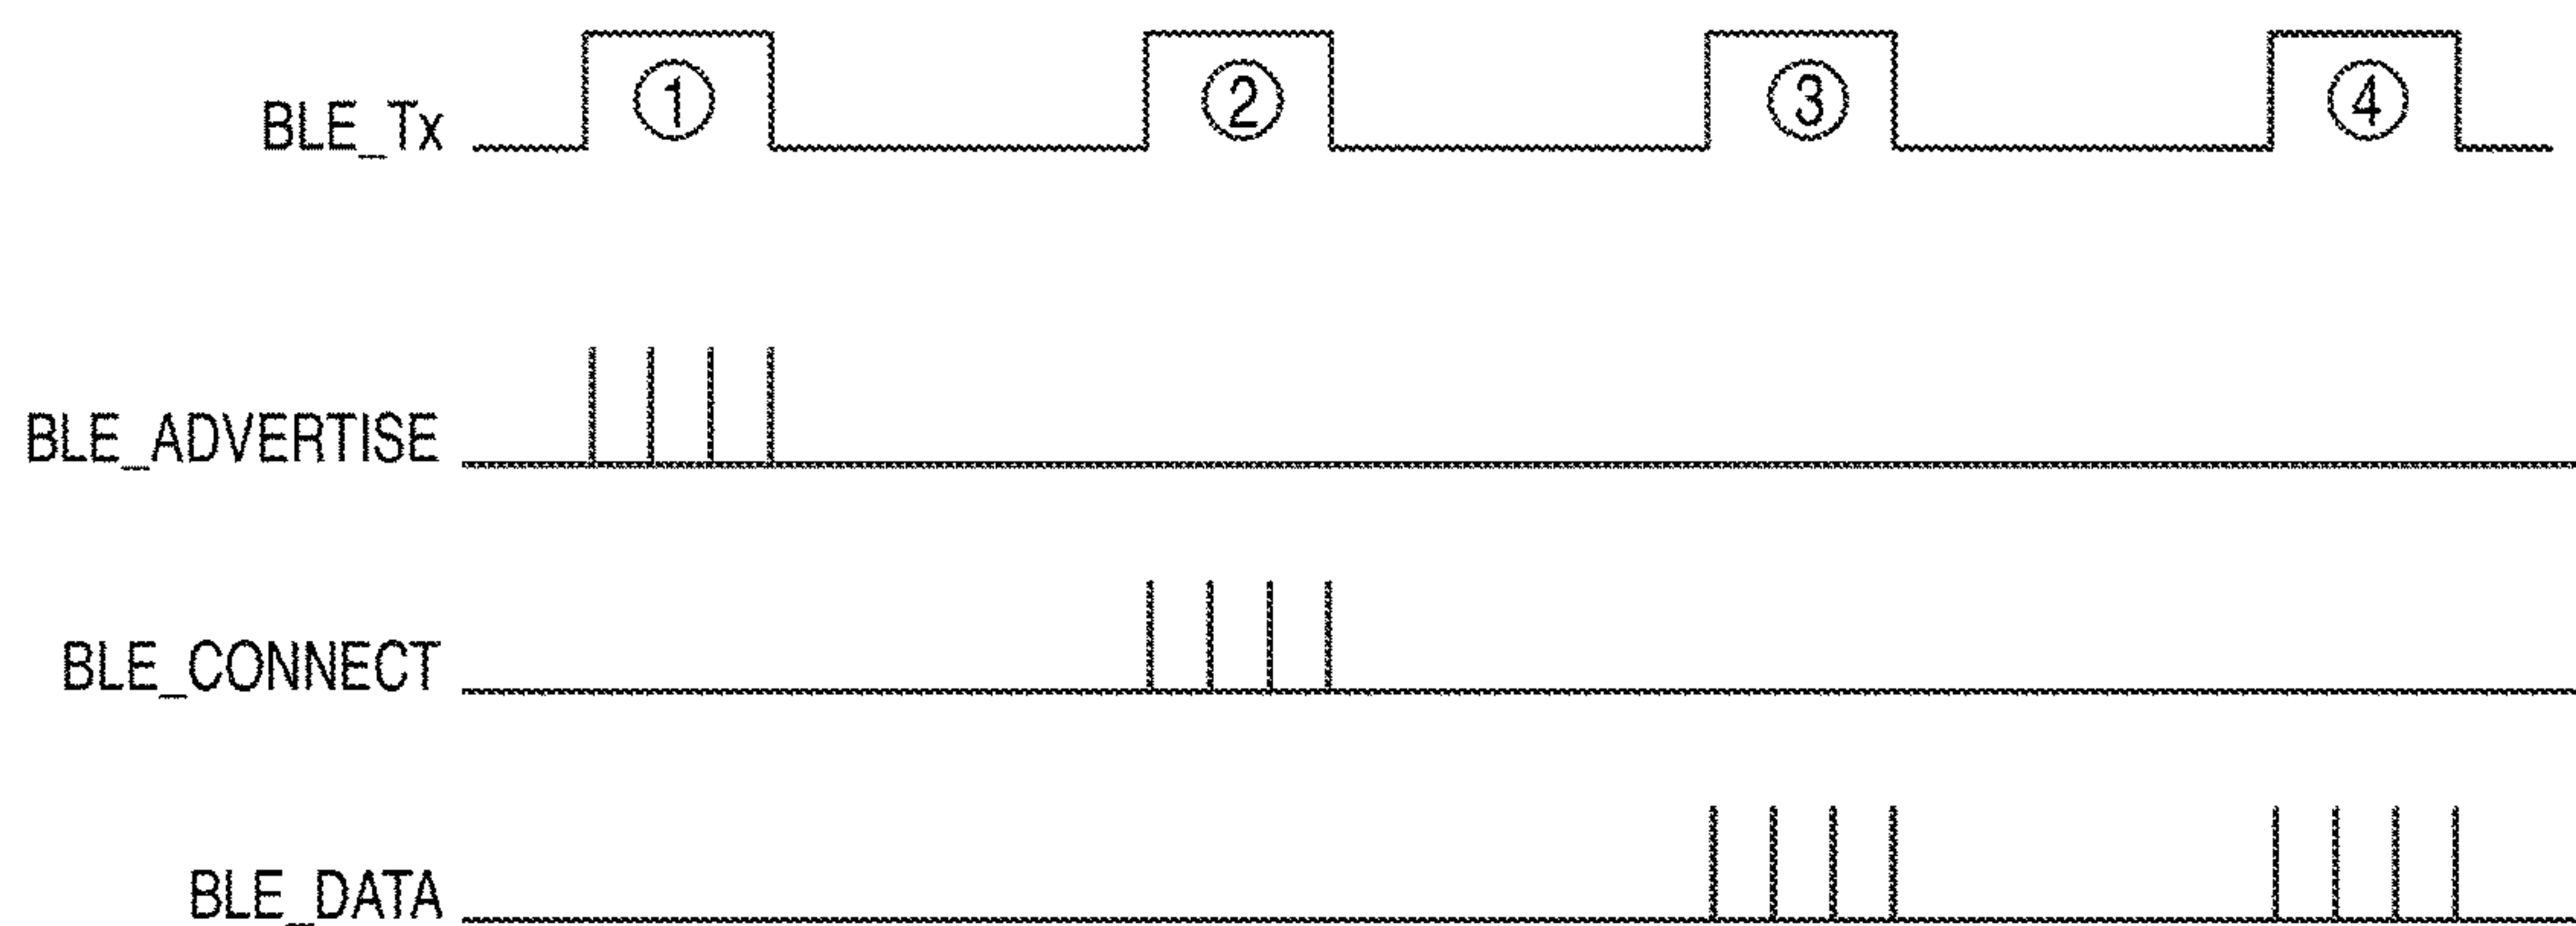 BLE_Tx ① ② ③ ④
BLE_ADVERTISE
BLE_CONNECT
BLE_DATA